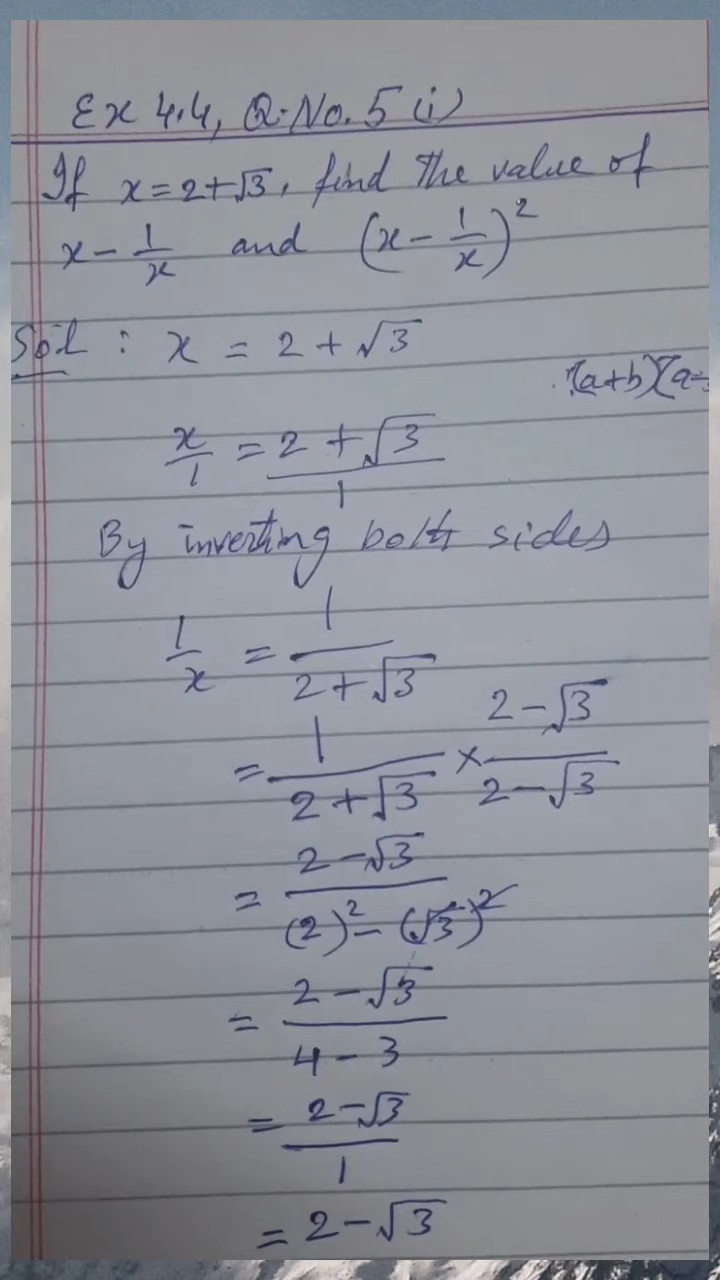 Ex 4.4, Q.No. 5 (i)
If x = 2+√3, find the value of
x - 1/x and (x - 1/x)²
Sol : x = 2 + √3
(a+b)(a-
x/1 = 2 + √3 / 1
By inverting both sides
1/x = 1 / 2 + √3
= 1 / 2 + √3 × 2 - √3 / 2 - √3
= 2 - √3 / (2)² - (√3)²
= 2 - √3 / 4 - 3
= 2 - √3 / 1
= 2 - √3